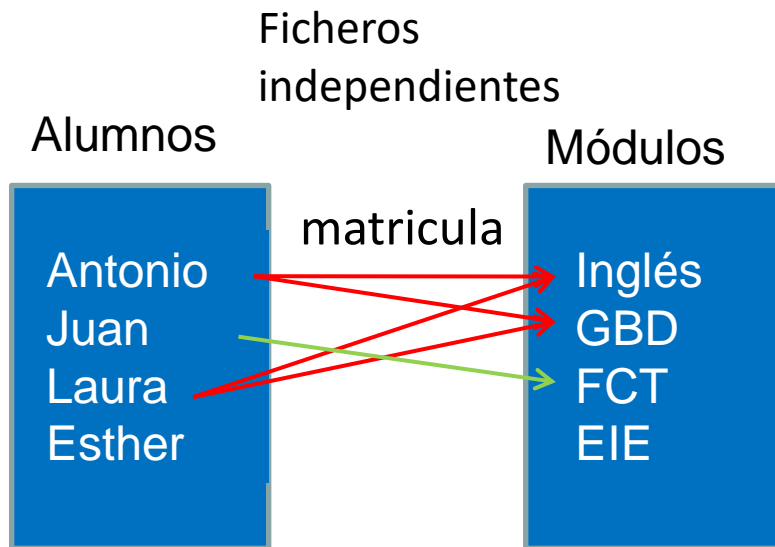 Ficheros
independientes
Alumnos
Módulos
matricula
Antonio
Juan
Laura
Esther
Inglés
GBD
FCT
EIE